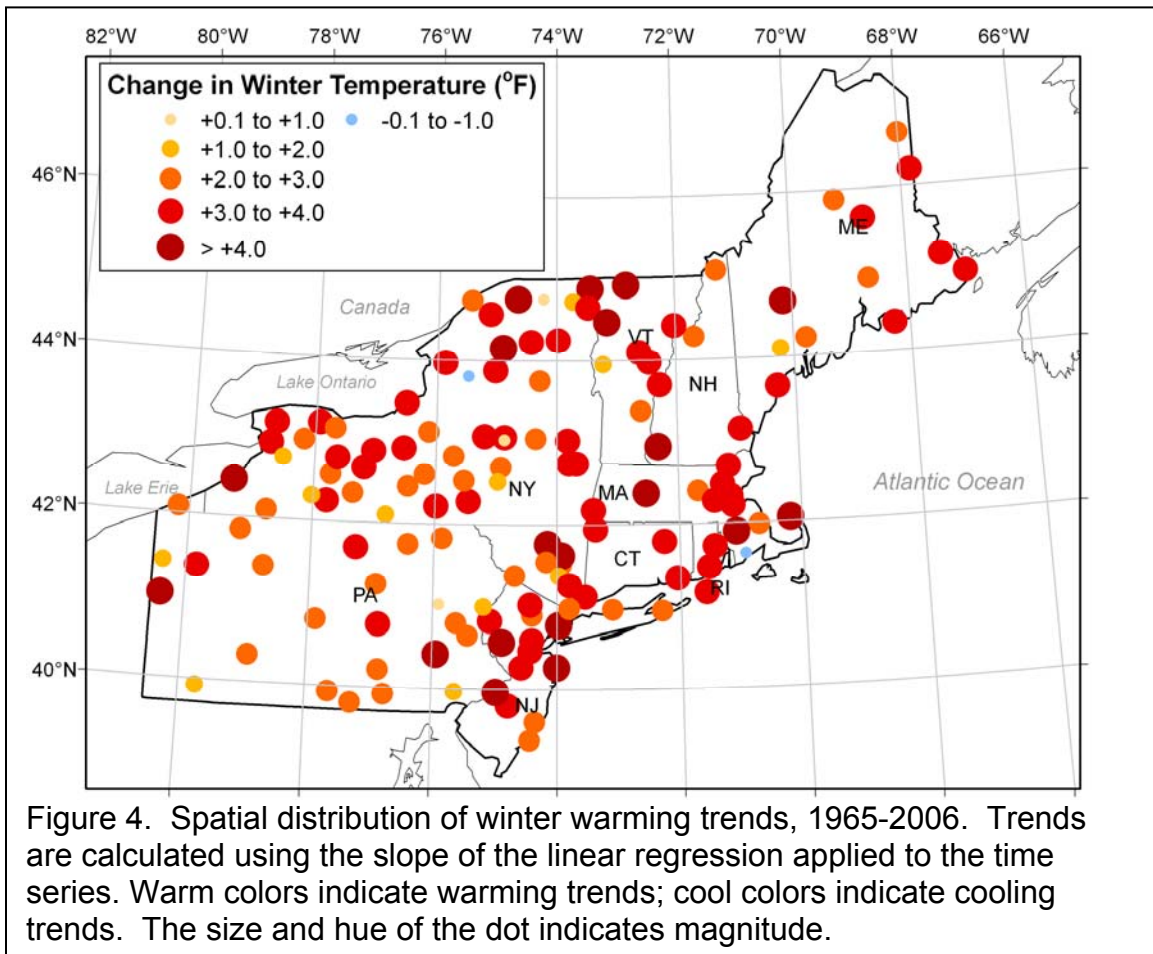 82°W 80°W 78°W 76°W 74°W 72°W 70°W 68°W 66°W
Change in Winter Temperature (°F)
+0.1 to +1.0 -0.1 to -1.0
+1.0 to +2.0
+2.0 to +3.0
+3.0 to +4.0
> +4.0
46°N
ME
Canada
VT
44°N
Lake Ontario
NH
Lake Erie
NY
MA
Atlantic Ocean
42°N
CT
PA
RI
40°N
NJ
Figure 4. Spatial distribution of winter warming trends, 1965-2006. Trends
are calculated using the slope of the linear regression applied to the time
series. Warm colors indicate warming trends; cool colors indicate cooling
trends. The size and hue of the dot indicates magnitude.